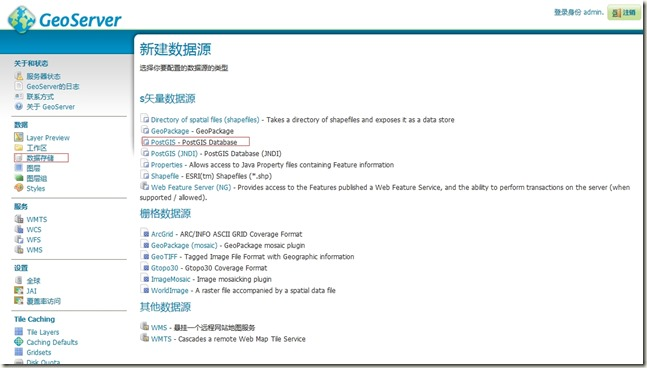 GeoServer
登录身份 admin.
注销
关于和状态
服务器状态
GeoServer的日志
联系方式
关于 GeoServer
数据
Layer Preview
工作区
数据存储
图层
图层组
Styles
服务
WMTS
WCS
WFS
WMS
设置
全球
JAI
覆盖率访问
Tile Caching
Tile Layers
Caching Defaults
Gridsets
Disk Quota
新建数据源
选择你要配置的数据源的类型
s矢量数据源
Directory of spatial files (shapefiles) - Takes a directory of shapefiles and exposes it as a data store
GeoPackage - GeoPackage
PostGIS - PostGIS Database
PostGIS (JNDI) - PostGIS Database (JNDI)
Properties - Allows access to Java Property files containing Feature information
Shapefile - ESRI(tm) Shapefiles (*.shp)
Web Feature Server (NG) - Provides access to the Features published a Web Feature Service, and the ability to perform transactions on the server (when
supported / allowed).
栅格数据源
ArcGrid - ARC/INFO ASCII GRID Coverage Format
GeoPackage (mosaic) - GeoPackage mosaic plugin
GeoTIFF - Tagged Image File Format with Geographic information
Gtopo30 - Gtopo30 Coverage Format
ImageMosaic - Image mosaicking plugin
WorldImage - A raster file accompanied by a spatial data file
其他数据源
WMS - 悬挂一个远程网站地图服务
WMTS - Cascades a remote Web Map Tile Service